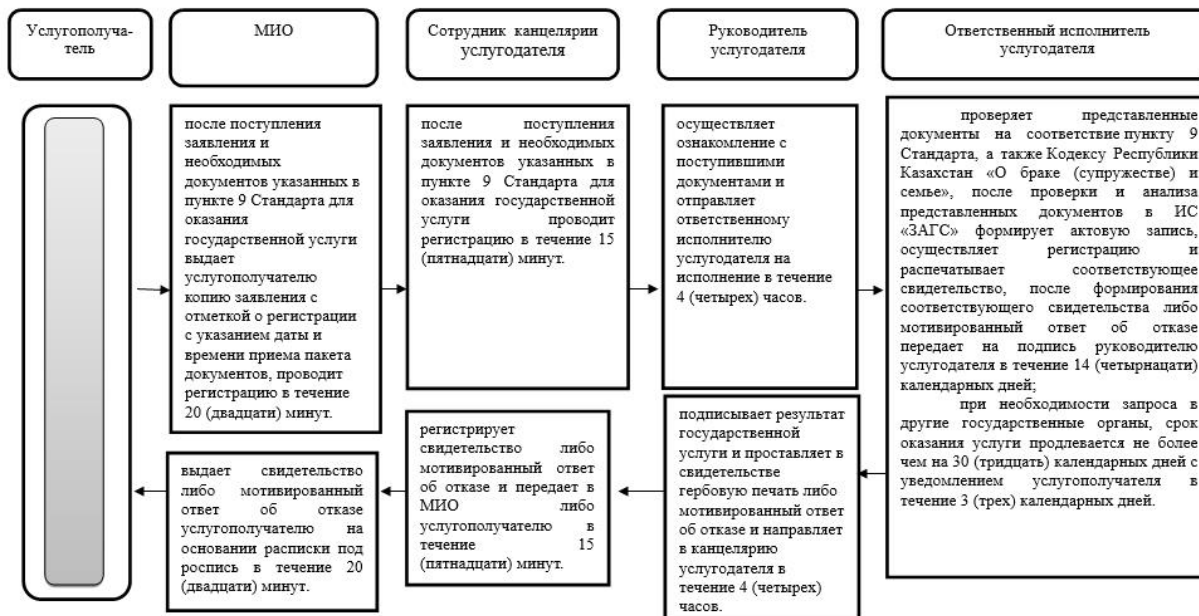 Услугополуча-
тель
МИО
Сотрудник канцелярии
услугодателя
Руководитель
услугодателя
Ответственный исполнитель
услугодателя
после поступления
заявления и
необходимых
документов указанных в
пункте 9 Стандарта для
оказания
государственной услуги
выдает
услугополучателю
копию заявления с
отметкой о регистрации
с указанием даты и
времени приема пакета
документов, проводит
регистрацию в течение
20 (двадцати) минут.
после поступления
заявления и необходимых
документов указанных в
пункте 9 Стандарта для
оказания государственной
услуги проводит
регистрацию в течение 15
(пятнадцати) минут.
осуществляет
ознакомление с
поступившими
документами и
отправляет
ответственному
исполнителю
услугодателя на
исполнение в течение
4 (четырех) часов.
проверяет представленные
документы на соответствие пункту 9
Стандарта, а также Кодексу Республики
Казахстан «О браке (супружестве) и
семье», после проверки и анализа
представленных документов в ИС
«ЗАГС» формирует актовую запись,
осуществляет регистрацию и
распечатывает соответствующее
свидетельство, после формирования
соответствующего свидетельства либо
мотивированный ответ об отказе
передает на подпись руководителю
услугодателя в течение 14 (четырнацати)
календарных дней;
при необходимости запроса в
другие государственные органы, срок
оказания услуги продлевается не более
чем на 30 (тридцать) календарных дней с
уведомлением услугополучателя в
течение 3 (трех) календарных дней.
подписывает результат
государственной
услуги и проставляет в
свидетельстве
гербовую печать либо
мотивированный ответ
об отказе и направляет
в канцелярию
услугодателя в
течение 4 (четырех)
часов.
регистрирует
свидетельство либо
мотивированный ответ
об отказе и передает в
МИО либо
услугополучателю в
течение 15
(пятнадцати) минут.
выдает свидетельство
либо мотивированный
ответ об отказе
услугополучателю на
основании расписки под
роспись в течение 20
(двадцати) минут.